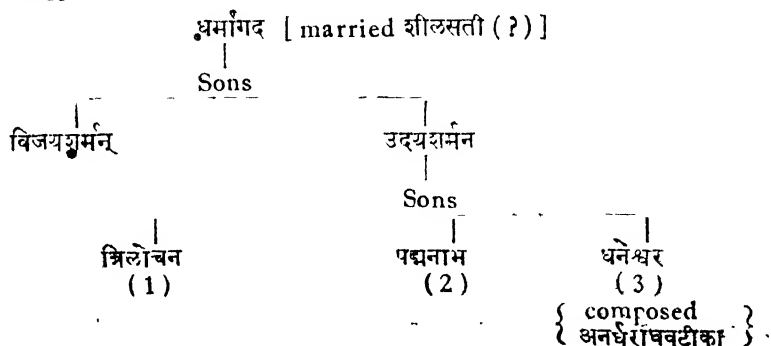 धर्मांगद [ married शीलसती (?) ]
Sons
विजयशर्मन् उदयशर्मन
Sons
त्रिलोचन पद्मनाभ धनेश्वर
(1) (2) (3)
{ composed }
{ अनर्घराघवटीका } .